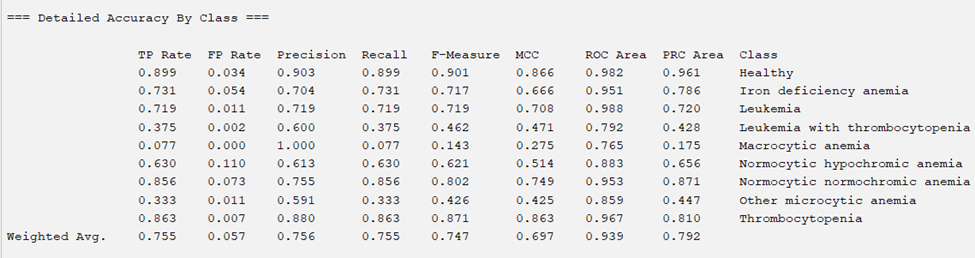 === Detailed Accuracy By Class ===
TP Rate FP Rate Precision Recall F-Measure MCC ROC Area PRC Area Class
0.899 0.034 0.903 0.899 0.901 0.866 0.982 0.961 Healthy
0.731 0.054 0.704 0.731 0.717 0.666 0.951 0.786 Iron deficiency anemia
0.719 0.011 0.719 0.719 0.719 0.708 0.988 0.720 Leukemia
0.375 0.002 0.600 0.375 0.462 0.471 0.792 0.428 Leukemia with thrombocytopenia
0.077 0.000 1.000 0.077 0.143 0.275 0.765 0.175 Macrocytic anemia
0.630 0.110 0.613 0.630 0.621 0.514 0.883 0.656 Normocytic hypochromic anemia
0.856 0.073 0.755 0.856 0.802 0.749 0.953 0.871 Normocytic normochromic anemia
0.333 0.011 0.591 0.333 0.426 0.425 0.859 0.447 Other microcytic anemia
0.863 0.007 0.880 0.863 0.871 0.863 0.967 0.810 Thrombocytopenia
Weighted Avg. 0.755 0.057 0.756 0.755 0.747 0.697 0.939 0.792